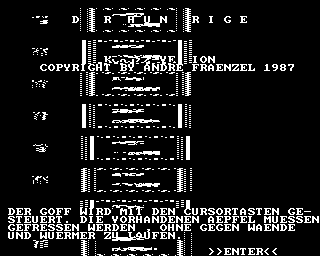 COPYRIGHT BY ANDRE FRAENZEL 1987
DER GOFF WIRD MIT DEN CURSORTASTEN GE-
STEUERT. DIE VORHANDENEN AEPFEL MUESSEN
GEFRESSEN WERDEN OHNE GEGEN WAENDE
UND WUERMER ZU LAUFEN.
>>ENTER<<